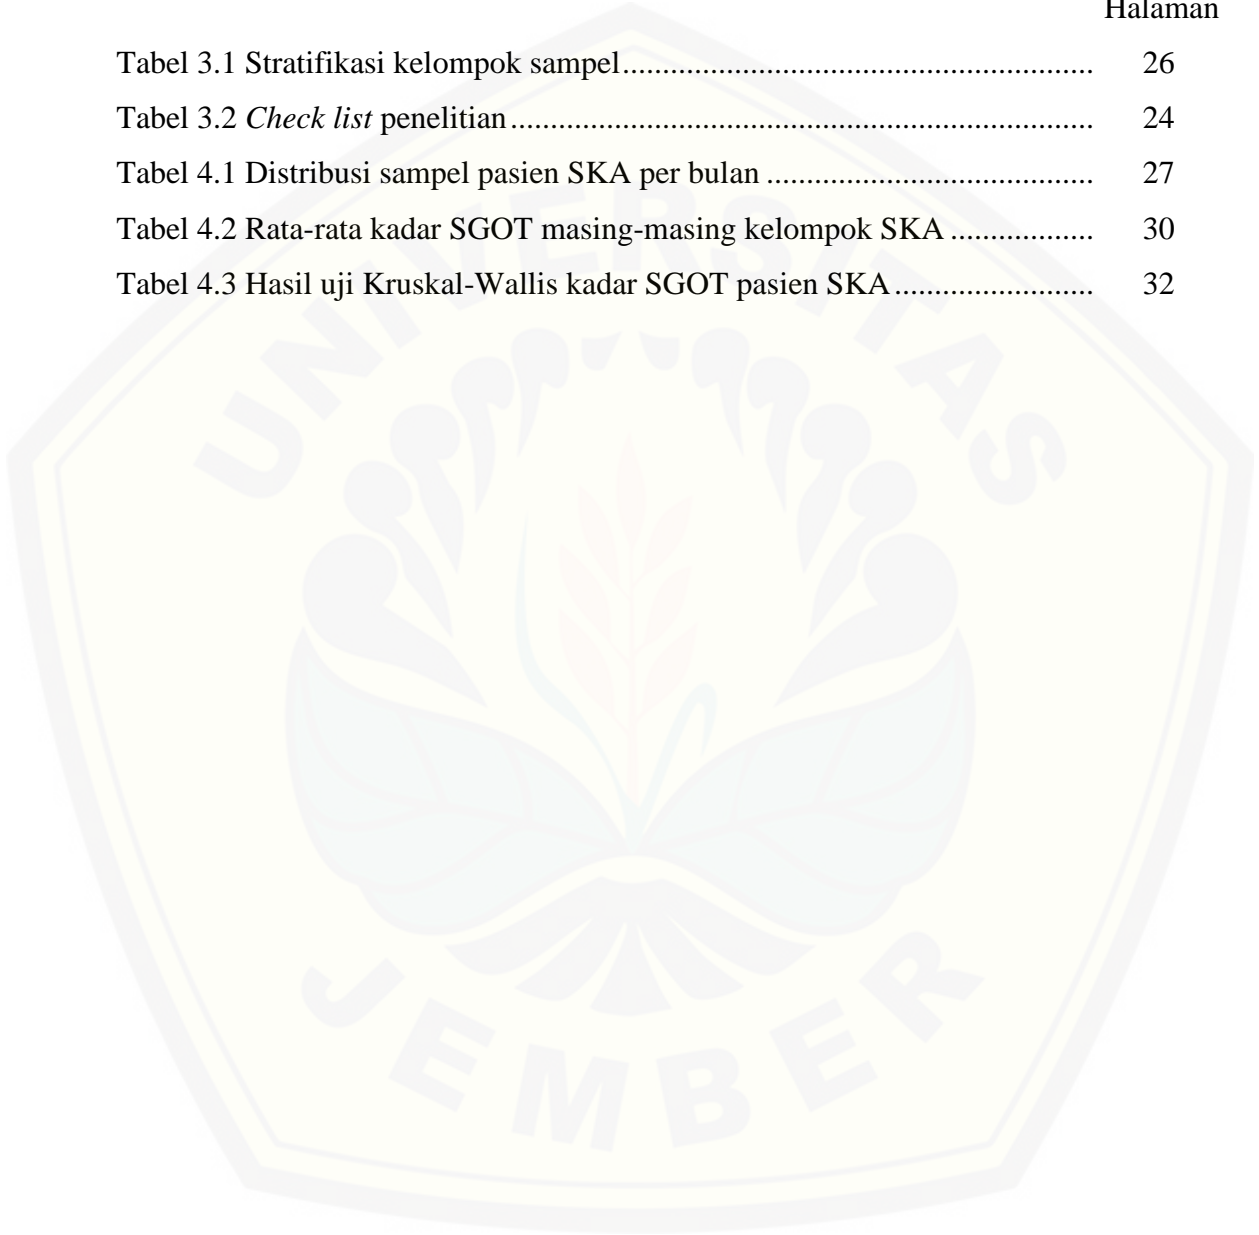 Halaman
Tabel 3.1 Stratifikasi kelompok sampel........................................................... 26
Tabel 3.2 Check list penelitian......................................................................... 24
Tabel 4.1 Distribusi sampel pasien SKA per bulan ......................................... 27
Tabel 4.2 Rata-rata kadar SGOT masing-masing kelompok SKA .................. 30
Tabel 4.3 Hasil uji Kruskal-Wallis kadar SGOT pasien SKA......................... 32
UNIVERSITAS
JEMBER